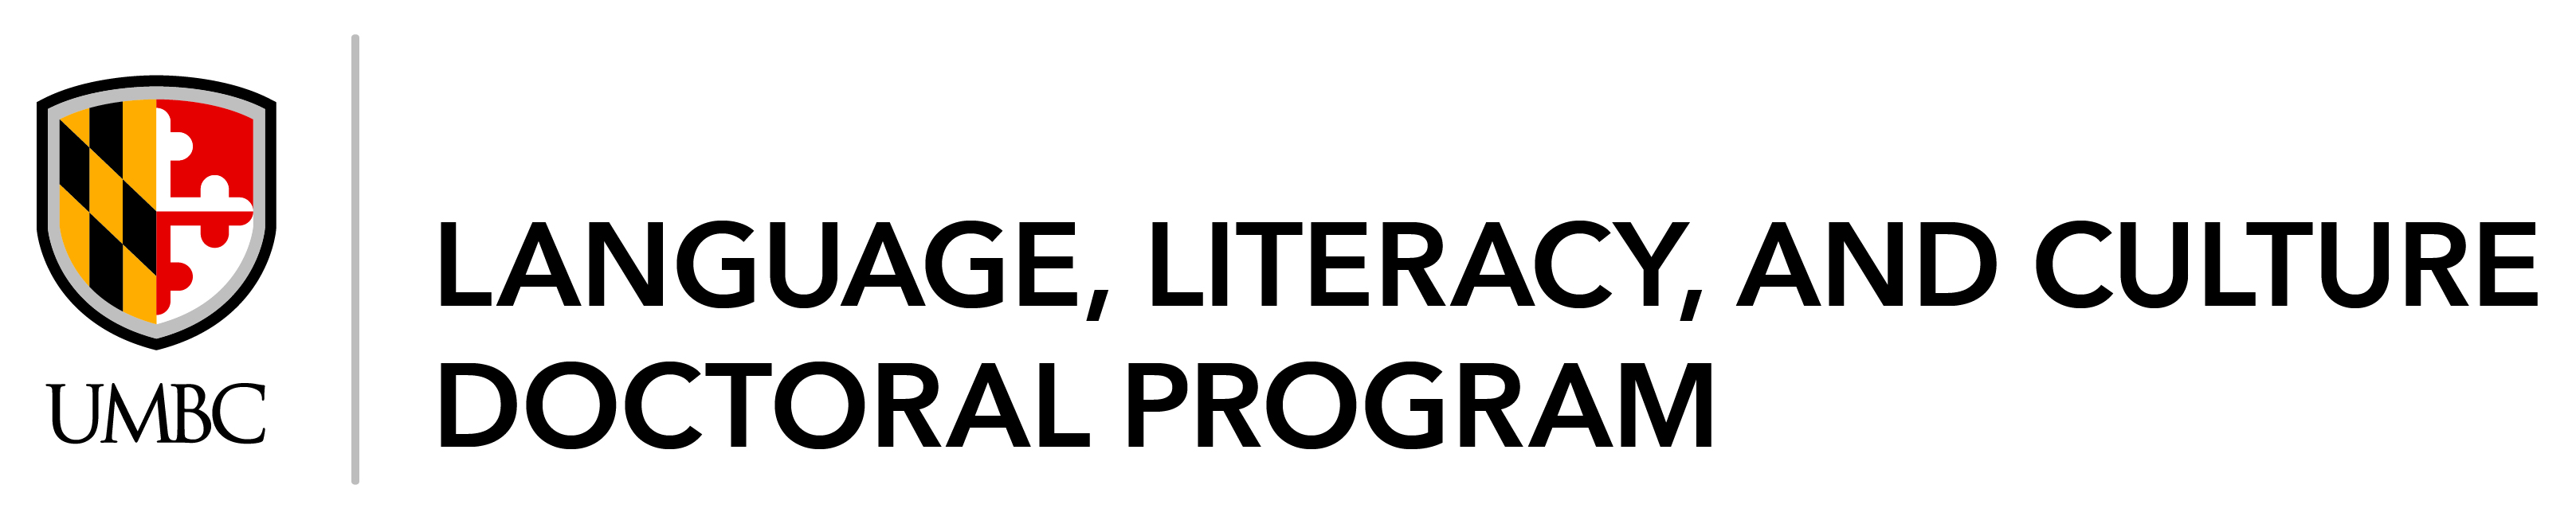 UMBC
LANGUAGE, LITERACY, AND CULTURE
DOCTORAL PROGRAM